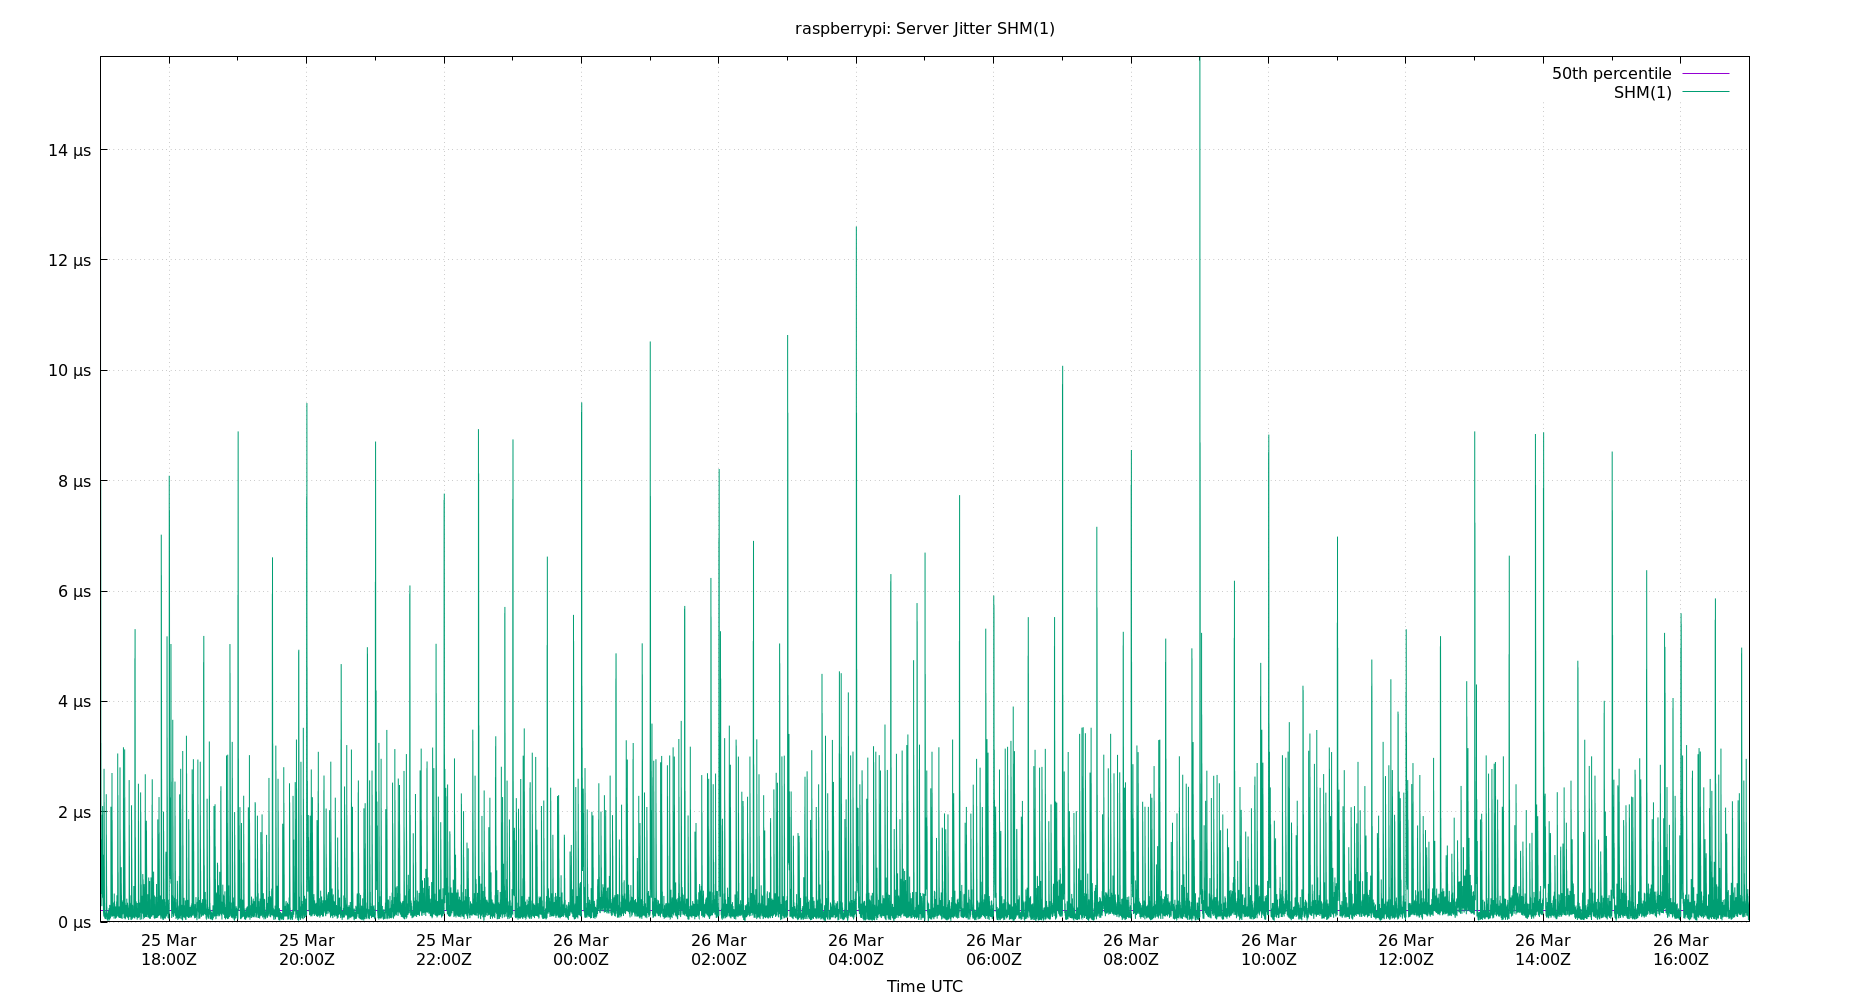 raspberrypi: Server Jitter SHM(1)
50th percentile
SHM(1)
14 µs
12 µs
10 µs
8 µs
6 µs
4 µs
2 µs
0 µs
25 Mar 25 Mar 25 Mar 26 Mar 26 Mar 26 Mar 26 Mar 26 Mar 26 Mar 26 Mar 26 Mar 26 Mar
18:00Z 20:00Z 22:00Z 00:00Z 02:00Z 04:00Z 06:00Z 08:00Z 10:00Z 12:00Z 14:00Z 16:00Z
Time UTC